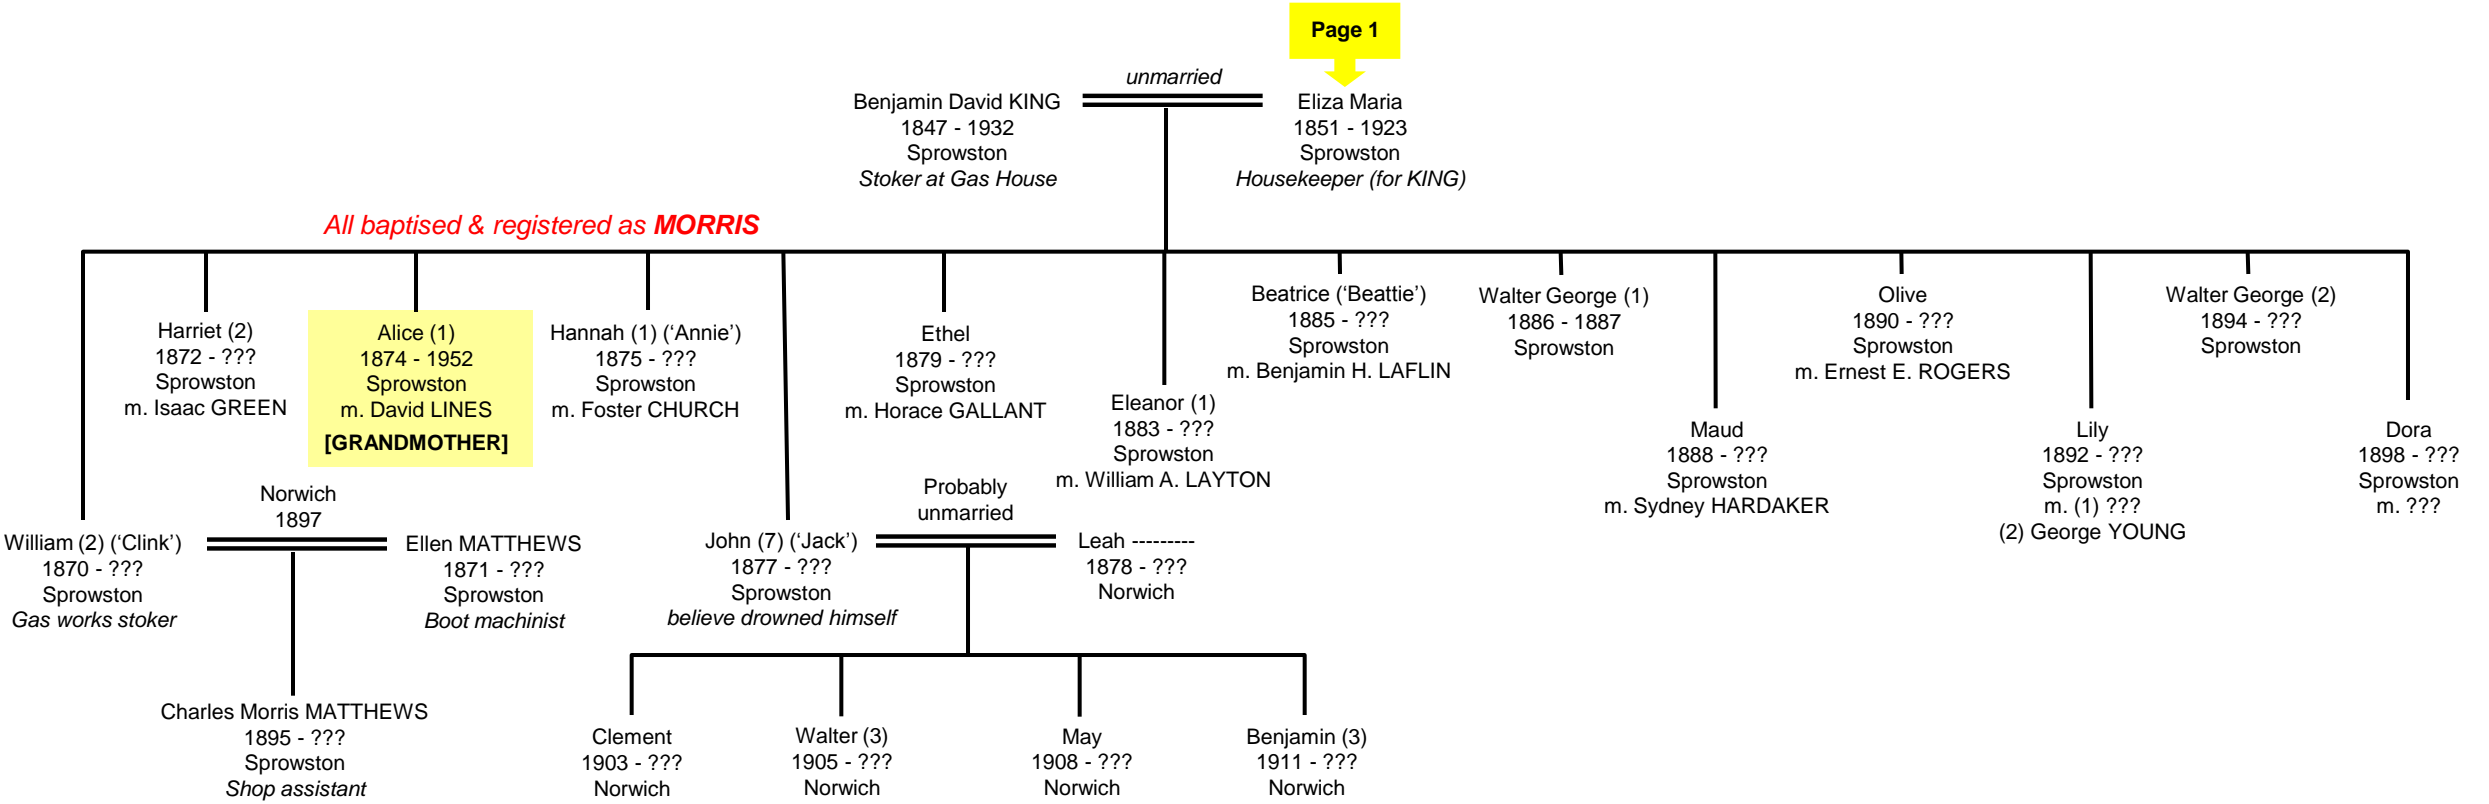 Page 1
unmarried
Benjamin David KING
1847 - 1932
Sprowston
Stoker at Gas House
Eliza Maria
1851 - 1923
Sprowston
Housekeeper (for KING)
All baptised & registered as MORRIS
Harriet (2)
1872 - ???
Sprowston
m. Isaac GREEN
Alice (1)
1874 - 1952
Sprowston
m. David LINES
[GRANDMOTHER]
Hannah (1) (‘Annie’)
1875 - ???
Sprowston
m. Foster CHURCH
Ethel
1879 - ???
Sprowston
m. Horace GALLANT
Eleanor (1)
1883 - ???
Sprowston
m. William A. LAYTON
Beatrice (‘Beattie’)
1885 - ???
Sprowston
m. Benjamin H. LAFLIN
Walter George (1)
1886 - 1887
Sprowston
Maud
1888 - ???
Sprowston
m. Sydney HARDAKER
Olive
1890 - ???
Sprowston
m. Ernest E. ROGERS
Lily
1892 - ???
Sprowston
m. (1) ???
(2) George YOUNG
Walter George (2)
1894 - ???
Sprowston
Dora
1898 - ???
Sprowston
m. ???
William (2) (‘Clink’)
1870 - ???
Sprowston
Gas works stoker
Norwich
1897
Ellen MATTHEWS
1871 - ???
Sprowston
Boot machinist
John (7) (‘Jack’)
1877 - ???
Sprowston
believe drowned himself
Probably
unmarried
Leah ---------
1878 - ???
Norwich
Charles Morris MATTHEWS
1895 - ???
Sprowston
Shop assistant
Clement
1903 - ???
Norwich
Walter (3)
1905 - ???
Norwich
May
1908 - ???
Norwich
Benjamin (3)
1911 - ???
Norwich